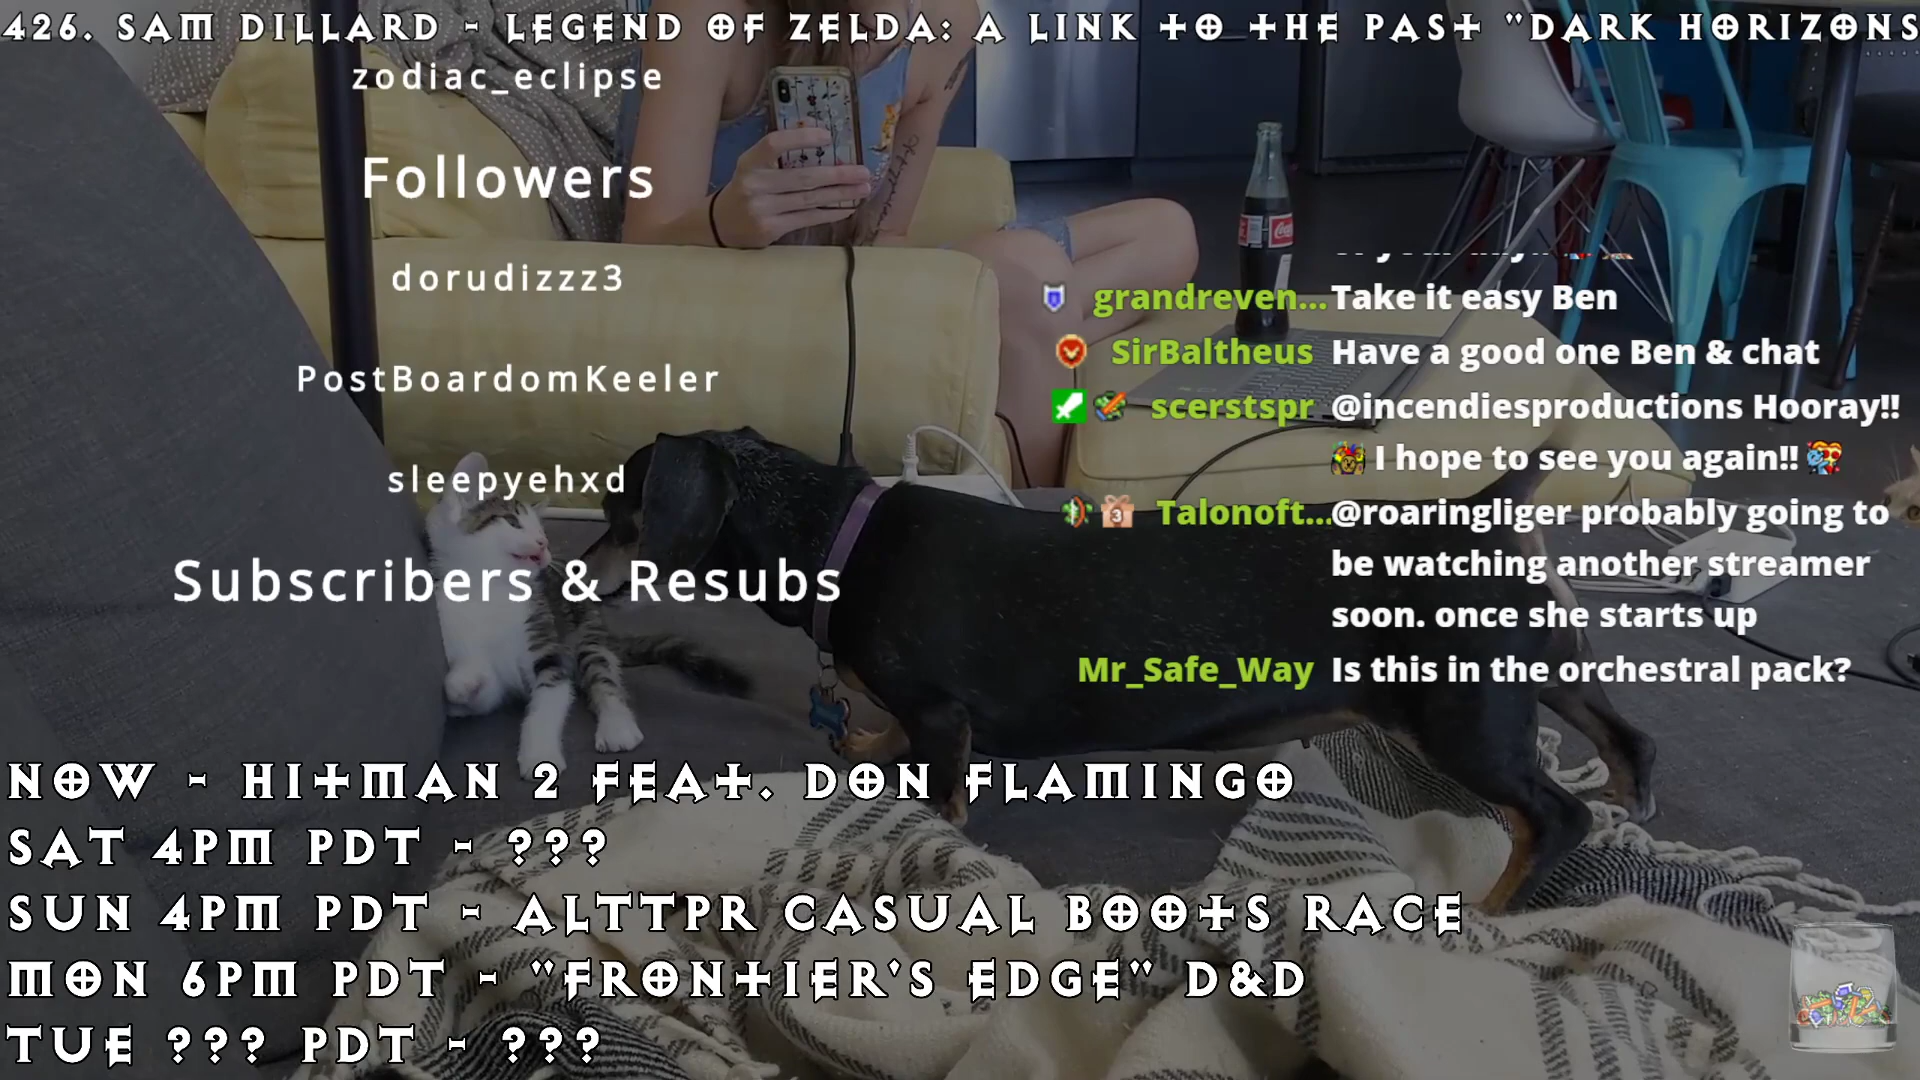 426. SAM DILLARD - LEGEND OF ZELDA: A LINK TO THE PAST "DARK HORIZONS
zodiac_eclipse
Followers
dorudizzz3
PostBoardomKeeler
sleepyehxd
Subscribers & Resubs
grandreven... Take it easy Ben
SirBaltheus Have a good one Ben & chat
scerstspr @incendiesproductions Hooray!!
I hope to see you again!!
3 Talonoft... @roaringliger probably going to
be watching another streamer
soon. once she starts up
Mr_Safe_Way Is this in the orchestral pack?
NOW - HITMAN 2 FEAT. DON FLAMINGO
SAT 4PM PDT - ???
SUN 4PM PDT - ALTTPR CASUAL BOOTS RACE
MON 6PM PDT - "FRONTIER'S EDGE" D&D
TUE ??? PDT - ???